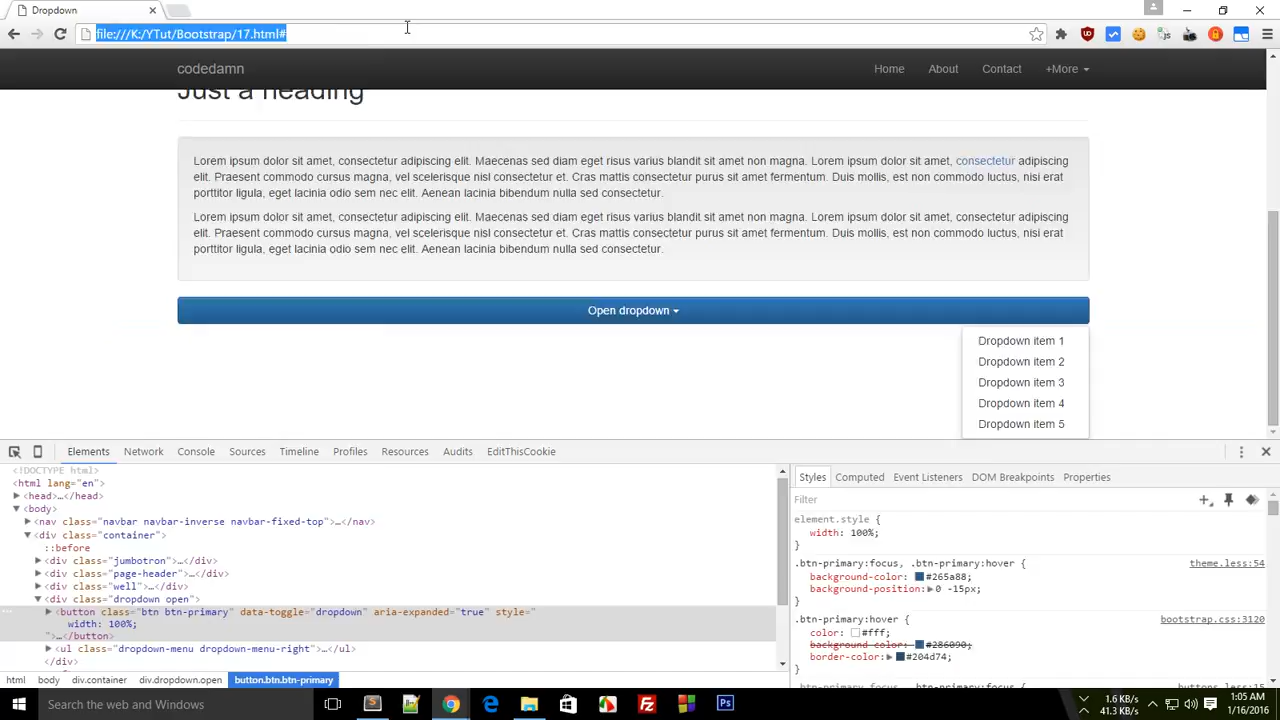 Dropdown
file:///K:/YTut/Bootstrap/17.html#
codedamn Home About Contact +More
Just a heading
Lorem ipsum dolor sit amet, consectetur adipiscing elit. Maecenas sed diam eget risus varius blandit sit amet non magna. Lorem ipsum dolor sit amet, consectetur adipiscing
elit. Praesent commodo cursus magna, vel scelerisque nisl consectetur et. Cras mattis consectetur purus sit amet fermentum. Duis mollis, est non commodo luctus, nisi erat
porttitor ligula, eget lacinia odio sem nec elit. Aenean lacinia bibendum nulla sed consectetur.
Lorem ipsum dolor sit amet, consectetur adipiscing elit. Maecenas sed diam eget risus varius blandit sit amet non magna. Lorem ipsum dolor sit amet, consectetur adipiscing
elit. Praesent commodo cursus magna, vel scelerisque nisl consectetur et. Cras mattis consectetur purus sit amet fermentum. Duis mollis, est non commodo luctus, nisi erat
porttitor ligula, eget lacinia odio sem nec elit. Aenean lacinia bibendum nulla sed consectetur.
Open dropdown
Dropdown item 1
Dropdown item 2
Dropdown item 3
Dropdown item 4
Dropdown item 5
Elements Network Console Sources Timeline Profiles Resources Audits EditThisCookie
<!DOCTYPE html>
<html lang="en">
<head>…</head>
<body>
<nav class="navbar navbar-inverse navbar-fixed-top">…</nav>
<div class="container">
::before
<div class="jumbotron">…</div>
<div class="page-header">…</div>
<div class="well">…</div>
<div class="dropdown open">
<button class="btn btn-primary" data-toggle="dropdown" aria-expanded="true" style="
width: 100%;
">…</button>
<ul class="dropdown-menu dropdown-menu-right">…</ul>
</div>
html body div.container div.dropdown.open button.btn.btn-primary
Styles Computed Event Listeners DOM Breakpoints Properties
Filter
element.style {
width: 100%;
}
.btn-primary:focus, .btn-primary:hover { theme.less:54
background-color: #265a88;
background-position: 0 -15px;
}
.btn-primary:hover { bootstrap.css:3120
color: #fff;
background-color: #286090;
border-color: #204d74;
}
.btn-primary.focus, .btn-primary:focus, buttons.less:15
Search the web and Windows
1.6 KB/s
41.3 KB/s
1:05 AM
1/16/2016